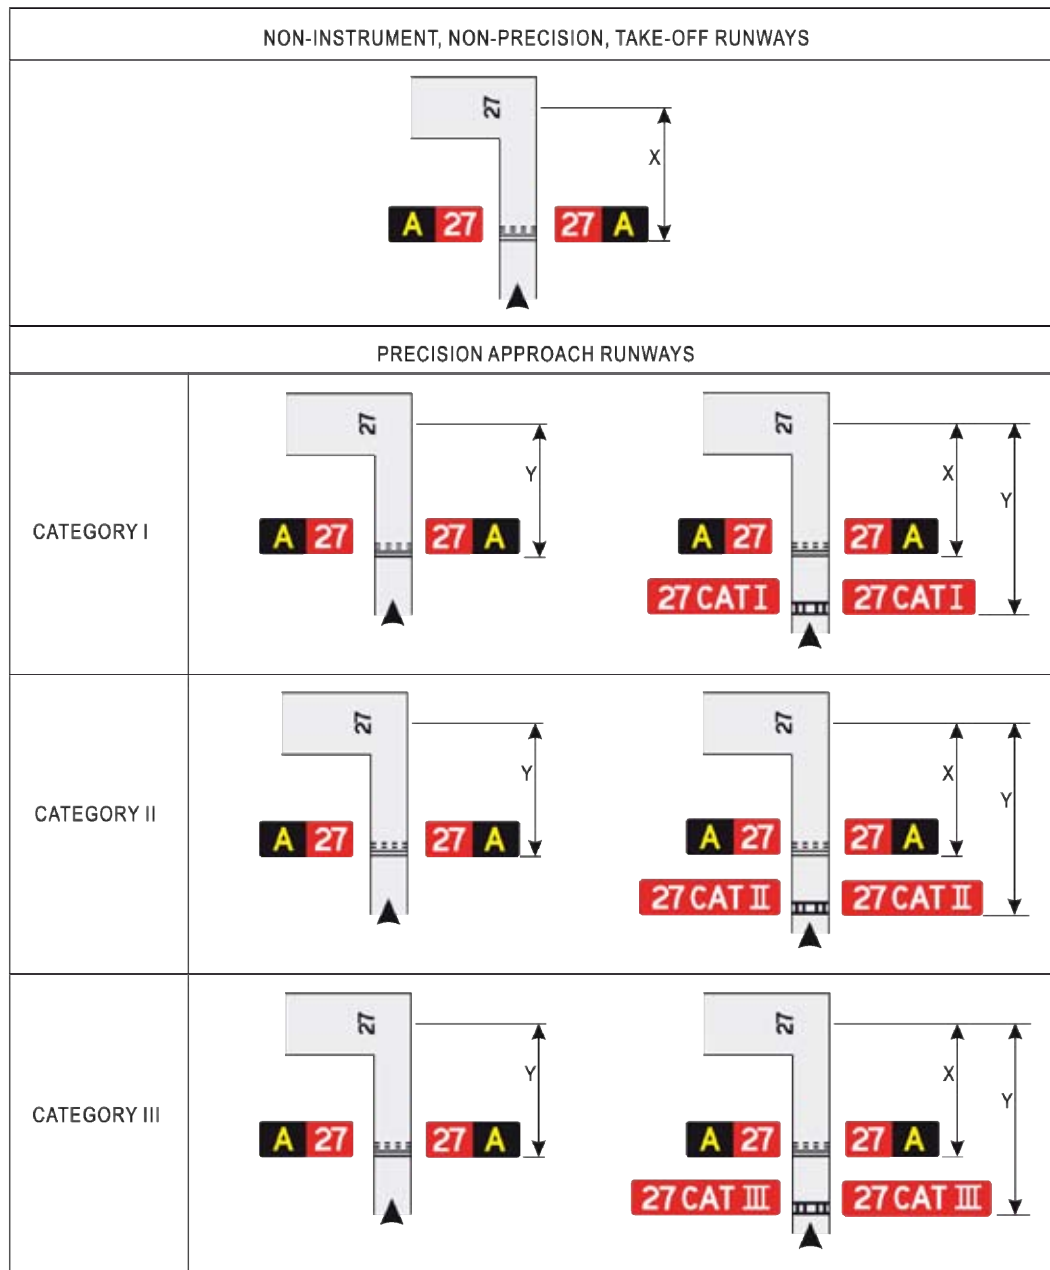 NON-INSTRUMENT, NON-PRECISION, TAKE-OFF RUNWAYS
27
X
A 27 27 A
PRECISION APPROACH RUNWAYS
CATEGORY I
27
Y
A 27 27 A
27
X
Y
A 27 27 A
27 CAT I 27 CAT I
CATEGORY II
27
Y
A 27 27 A
27
X
Y
A 27 27 A
27 CAT II 27 CAT II
CATEGORY III
27
Y
A 27 27 A
27
X
Y
A 27 27 A
27 CAT III 27 CAT III